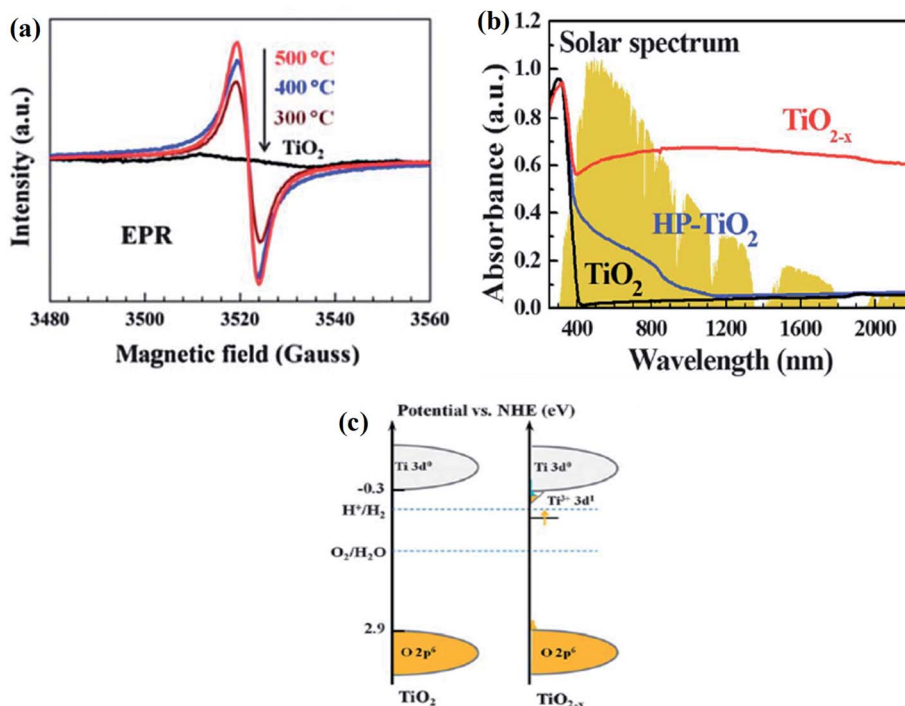 (a)
500 °C
400 °C
300 °C
TiO₂
EPR
Intensity (a.u.)
3480 3500 3520 3540 3560
Magnetic field (Gauss)
(b)
Solar spectrum
TiO₂₋ₓ
HP-TiO₂
TiO₂
Absorbance (a.u.)
1.2
1.0
0.8
0.6
0.4
0.2
0.0
400 800 1200 1600 2000
Wavelength (nm)
(c)
Potential vs. NHE (eV)
Ti 3d⁰
Ti 3d⁰
-0.3
Ti³⁺ 3d¹
H⁺/H₂
O₂/H₂O
2.9
O 2p⁶
O 2p⁶
TiO₂
TiO₂₋ₓ